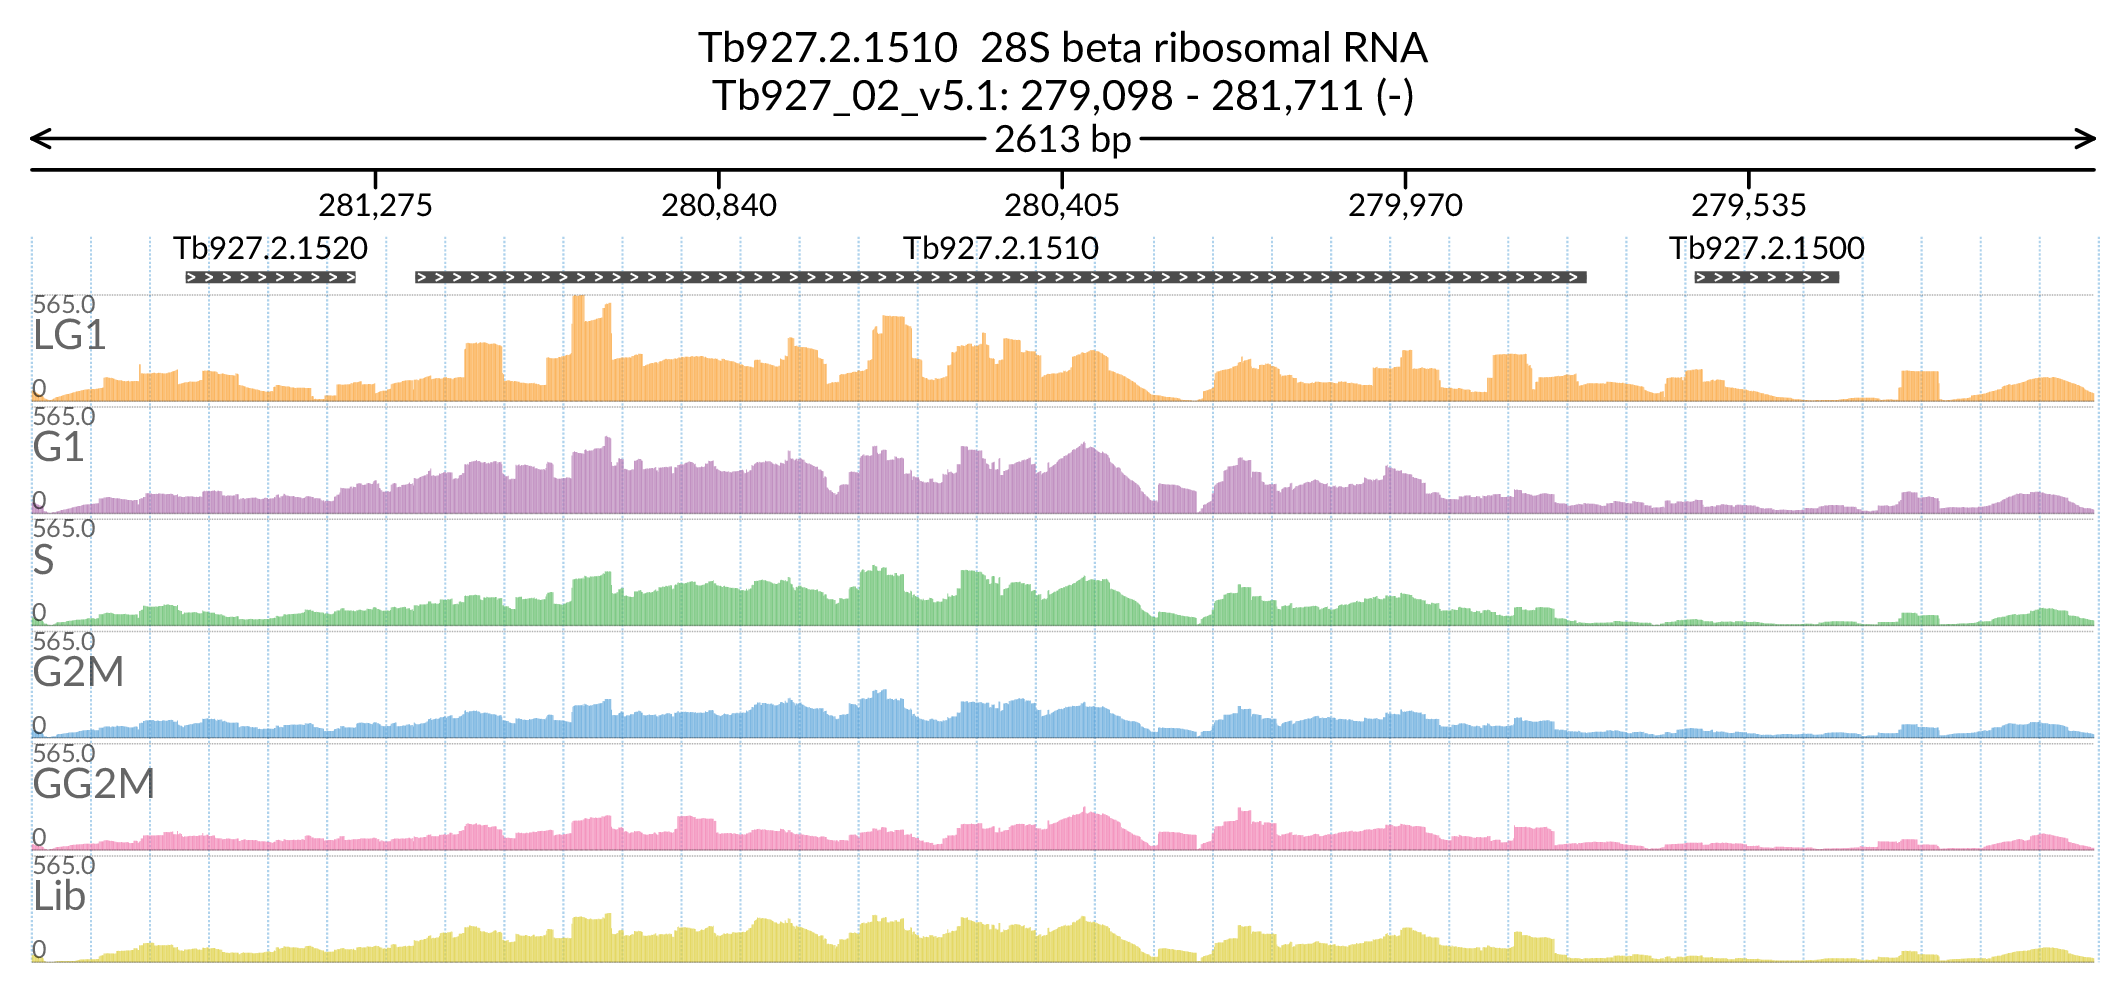 Tb927.2.1510  28S beta ribosomal RNA
Tb927_02_v5.1: 279,098 - 281,711 (-)
2613 bp
281,275 280,840 280,405 279,970 279,535
Tb927.2.1520 Tb927.2.1510 Tb927.2.1500
565.0
LG1
0
565.0
G1
0
565.0
S
0
565.0
G2M
0
565.0
GG2M
0
565.0
Lib
0